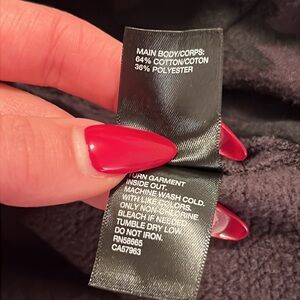 MAIN BODY/CORPS:
64% COTTON/COTON
36% POLYESTER
TURN GARMENT
INSIDE OUT.
MACHINE WASH COLD.
WITH LIKE COLORS.
ONLY NON-CHLORINE
BLEACH IF NEEDED
TUMBLE DRY LOW.
DO NOT IRON.
RN58665
CA57963